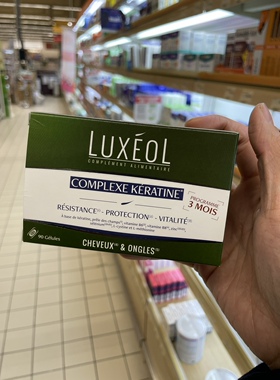 LUXÉOL
COMPLÉMENT ALIMENTAIRE
COMPLEXE KÉRATINE
PROGRAMME
3 MOIS
RÉSISTANCE - PROTECTION - VITALITÉ
90 Gélules
CHEVEUX & ONGLES